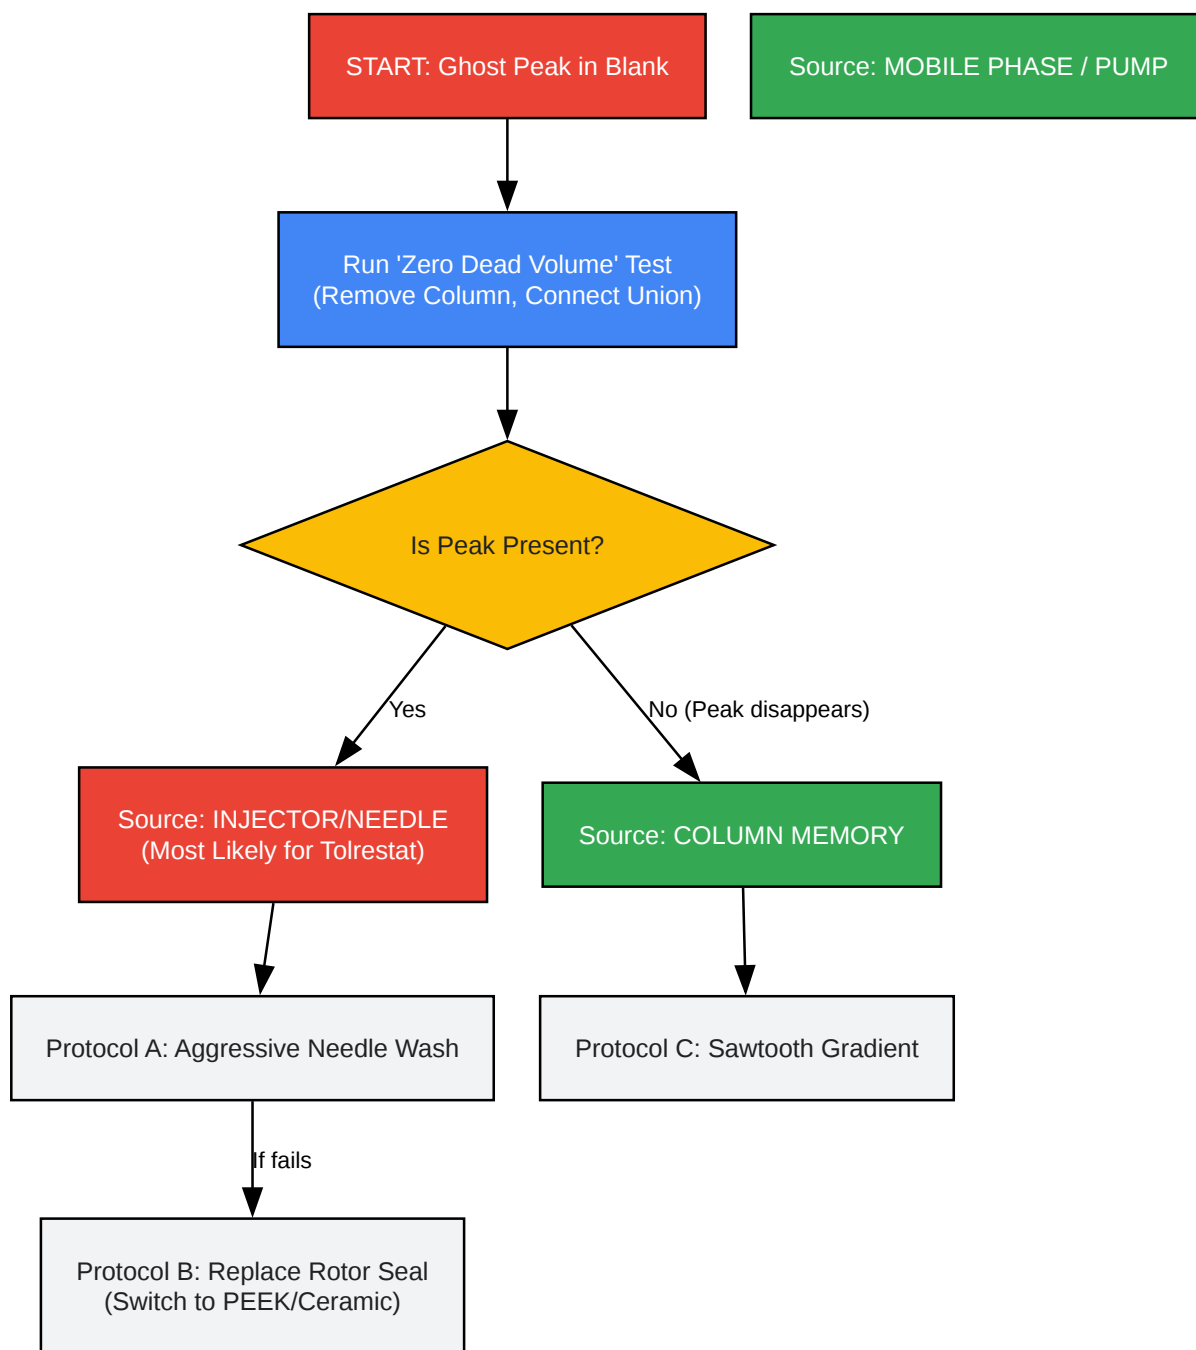 START: Ghost Peak in Blank
Source: MOBILE PHASE / PUMP
Run 'Zero Dead Volume' Test
(Remove Column, Connect Union)
Is Peak Present?
Yes
No (Peak disappears)
Source: INJECTOR/NEEDLE
(Most Likely for Tolrestat)
Source: COLUMN MEMORY
Protocol A: Aggressive Needle Wash
Protocol C: Sawtooth Gradient
If fails
Protocol B: Replace Rotor Seal
(Switch to PEEK/Ceramic)